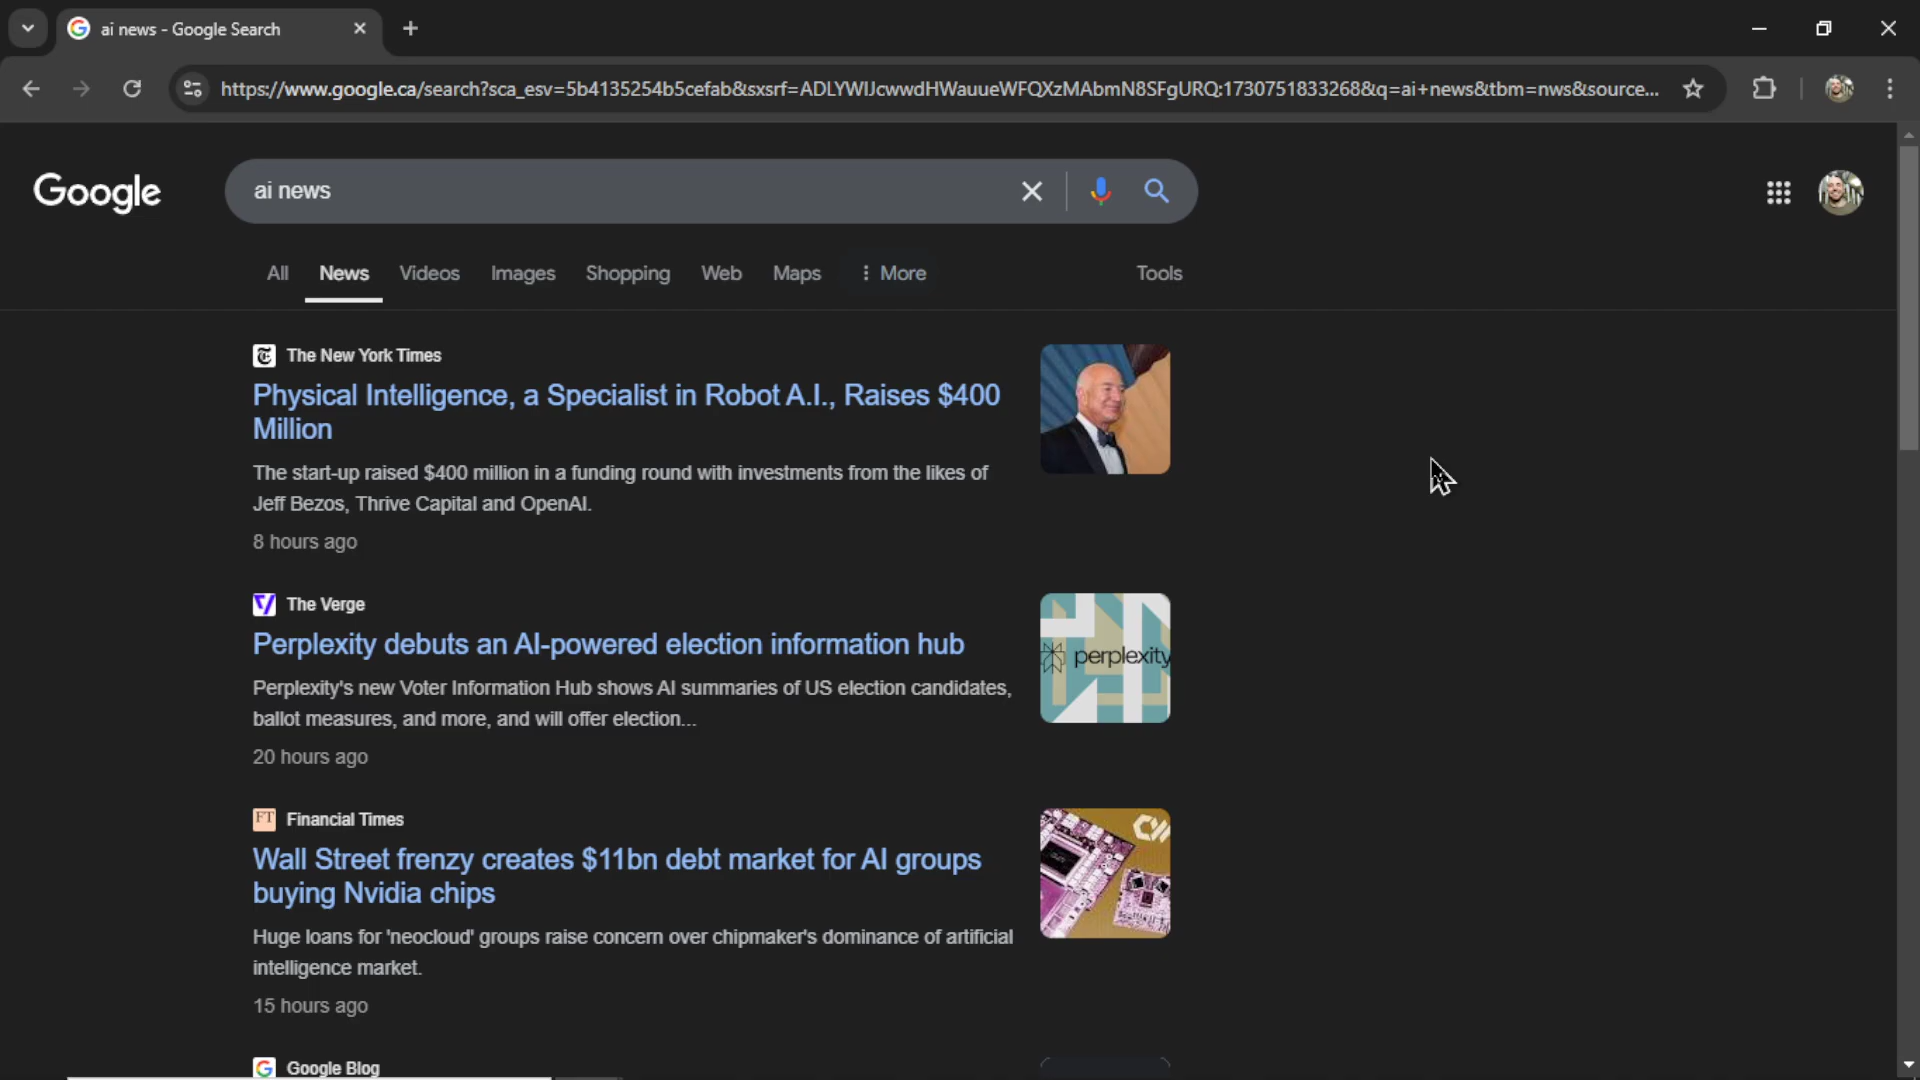 ai news - Google Search
https://www.google.ca/search?sca_esv=5b4135254b5cefab&sxsrf=ADLYWIJcwwdHWauueWFQXzMAbmN8SFgURQ:1730751833268&q=ai+news&tbm=nws&source...
Google
ai news
All News Videos Images Shopping Web Maps More Tools
The New York Times
Physical Intelligence, a Specialist in Robot A.I., Raises $400
Million
The start-up raised $400 million in a funding round with investments from the likes of
Jeff Bezos, Thrive Capital and OpenAI.
8 hours ago
The Verge
Perplexity debuts an AI-powered election information hub
perplexity
Perplexity's new Voter Information Hub shows AI summaries of US election candidates,
ballot measures, and more, and will offer election...
20 hours ago
FT Financial Times
Wall Street frenzy creates $11bn debt market for AI groups
buying Nvidia chips
Huge loans for 'neocloud' groups raise concern over chipmaker's dominance of artificial
intelligence market.
15 hours ago
Google Blog